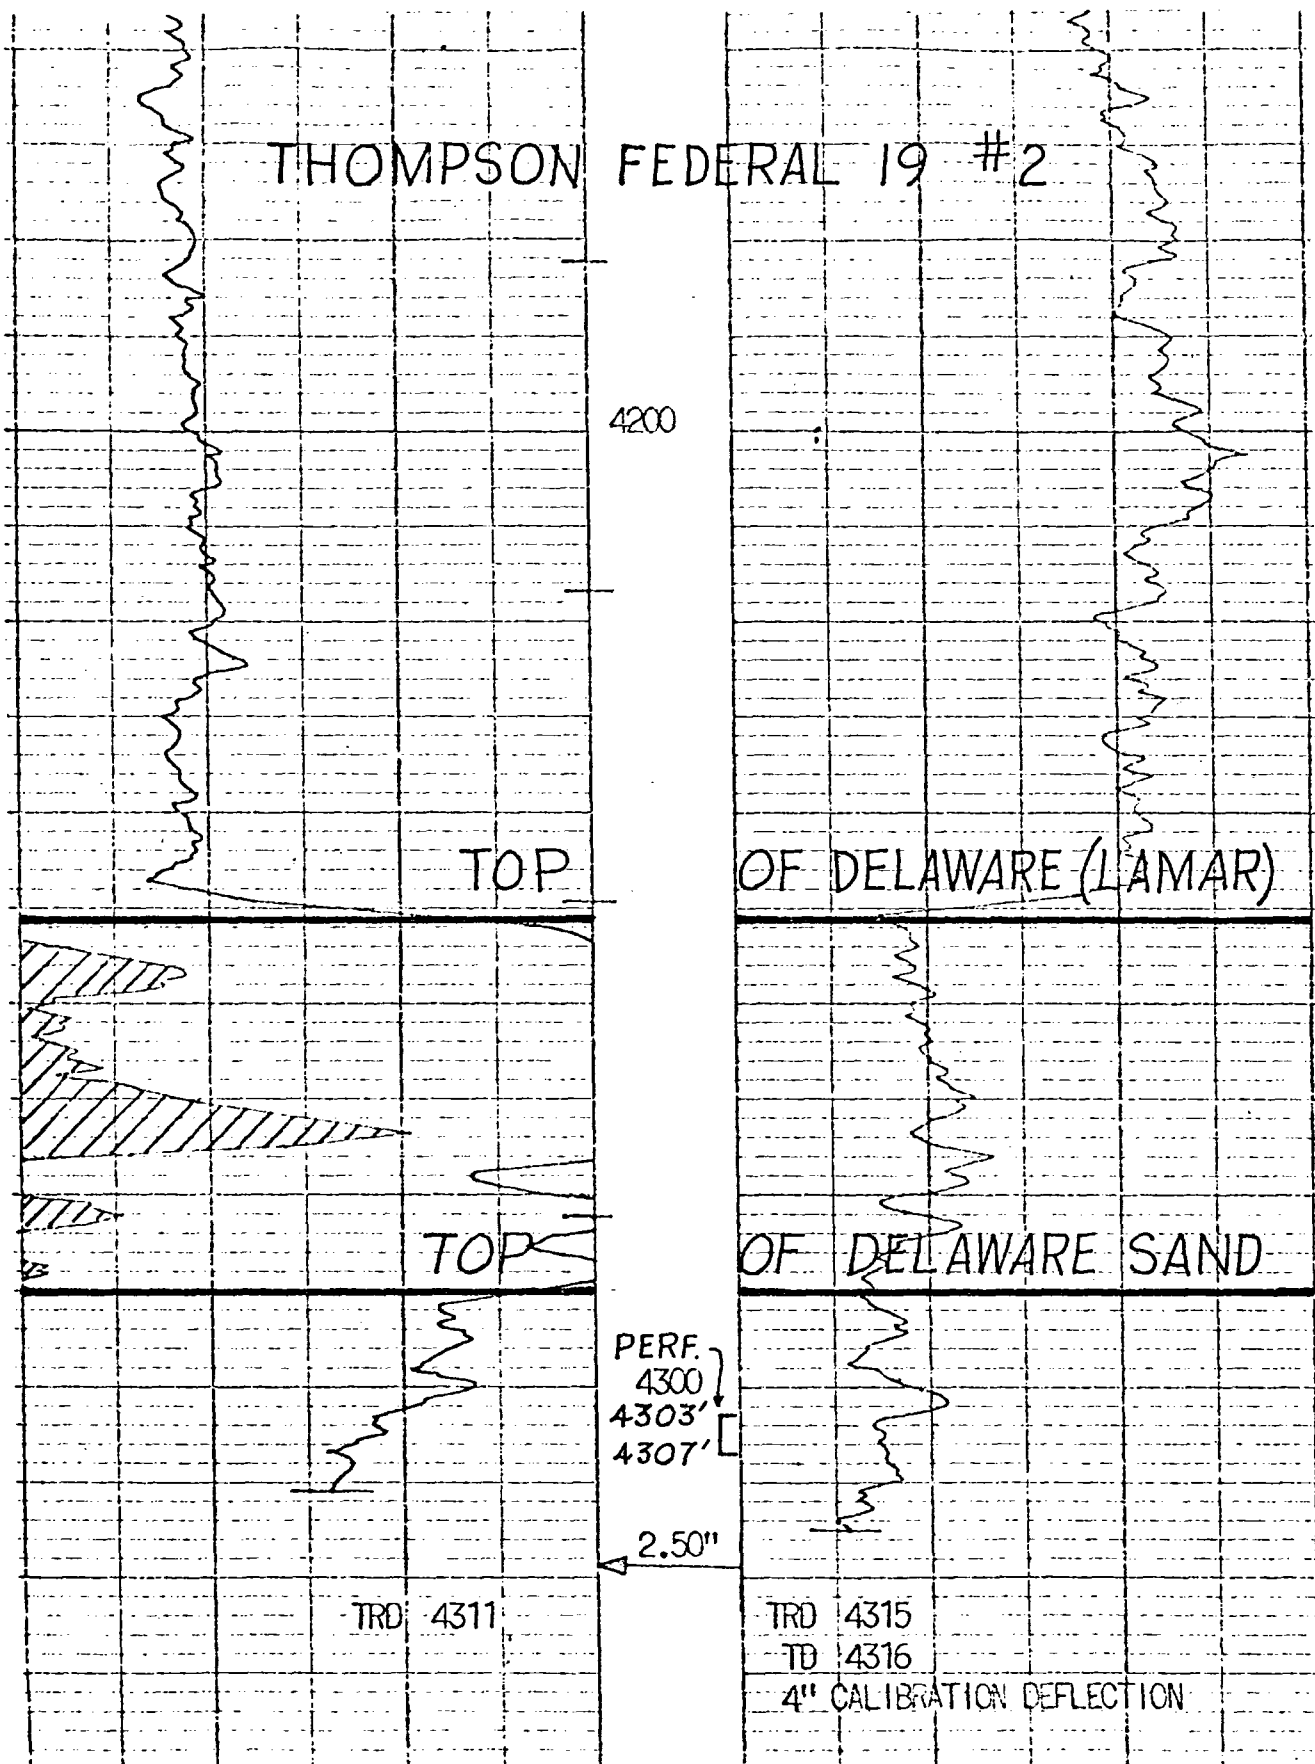 THOMPSON FEDERAL 19 #2
4200
TOP OF DELAWARE (LAMAR)
TOP OF DELAWARE SAND
PERF.
4300
4303'
4307'
2.50"
TRD 4311
TRD 4315
TD 4316
4" CALIBRATION DEFLECTION